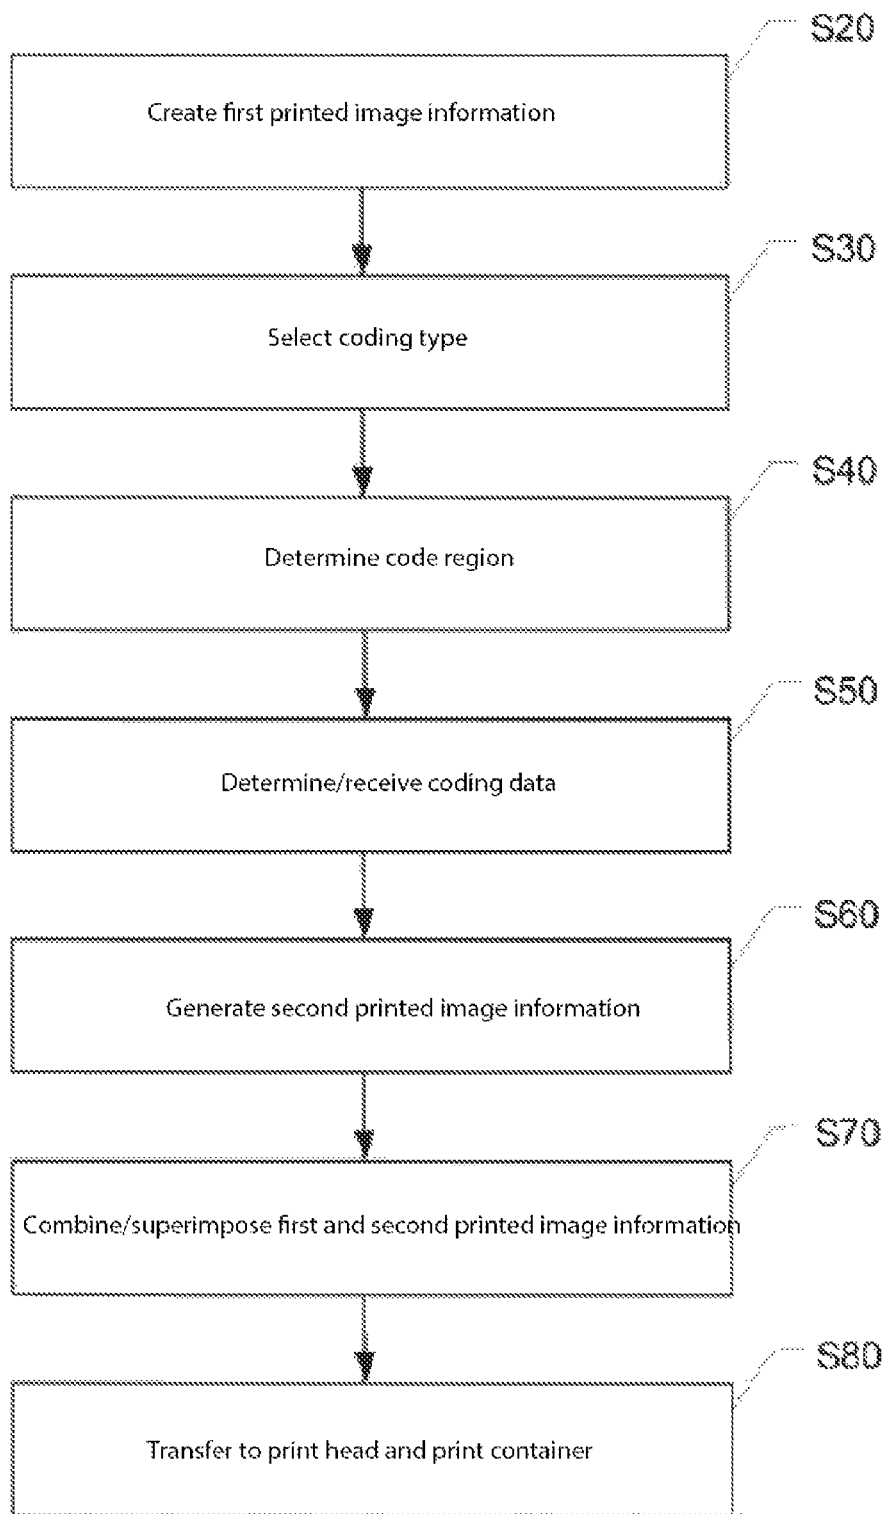 S20
Create first printed image information
S30
Select coding type
S40
Determine code region
S50
Determine/receive coding data
S60
Generate second printed image information
S70
Combine/superimpose first and second printed image information
S80
Transfer to print head and print container